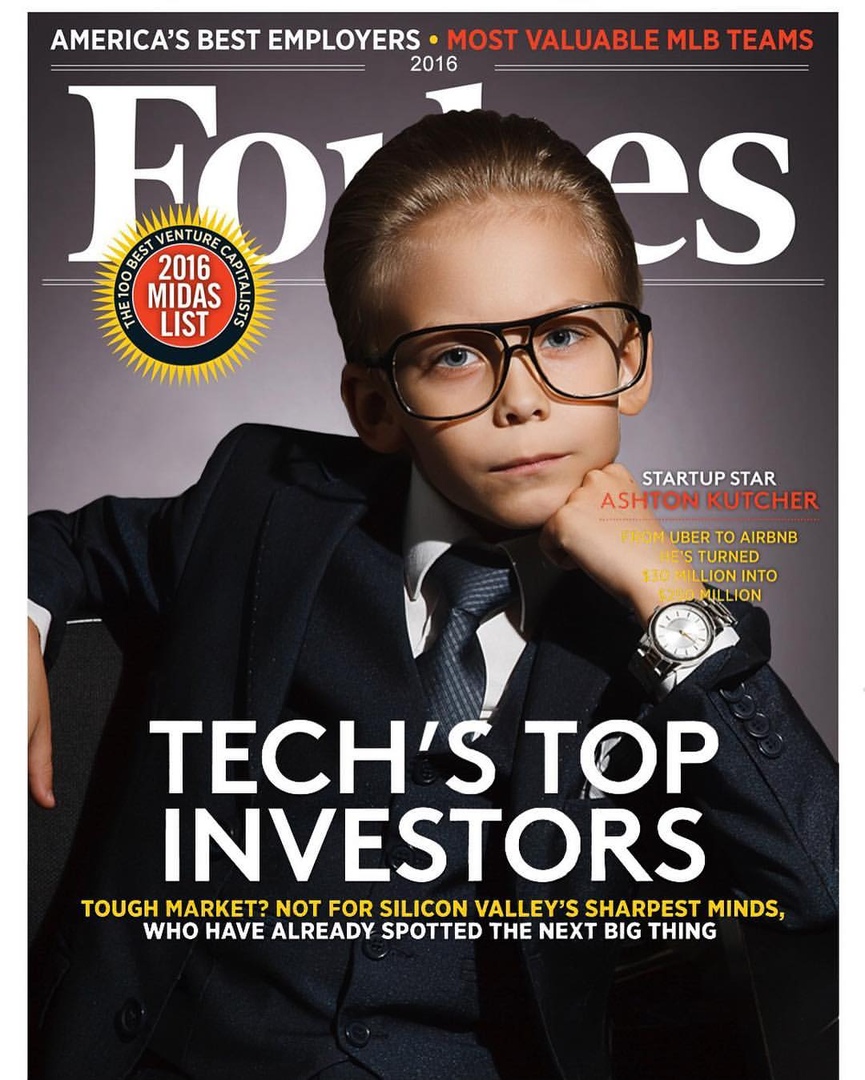 AMERICA'S BEST EMPLOYERS • MOST VALUABLE MLB TEAMS
2016
Forbes
THE 100 BEST VENTURE CAPITALISTS
2016
MIDAS
LIST
STARTUP STAR
ASHTON KUTCHER
FROM UBER TO AIRBNB
HE'S TURNED
MILLION INTO
MILLION
TECH'S TOP
INVESTORS
TOUGH MARKET? NOT FOR SILICON VALLEY'S SHARPEST MINDS,
WHO HAVE ALREADY SPOTTED THE NEXT BIG THING